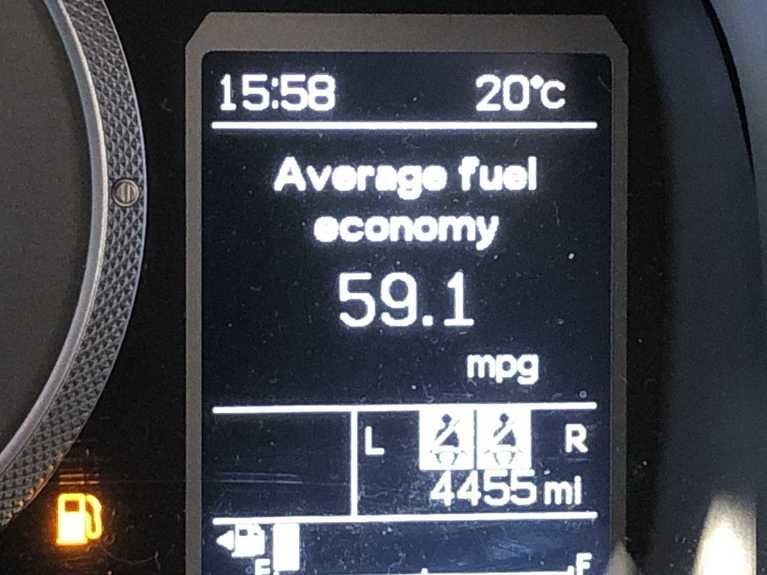 15:58 20°C
Average fuel
economy
59.1
mpg
L R
4455 mi
E F